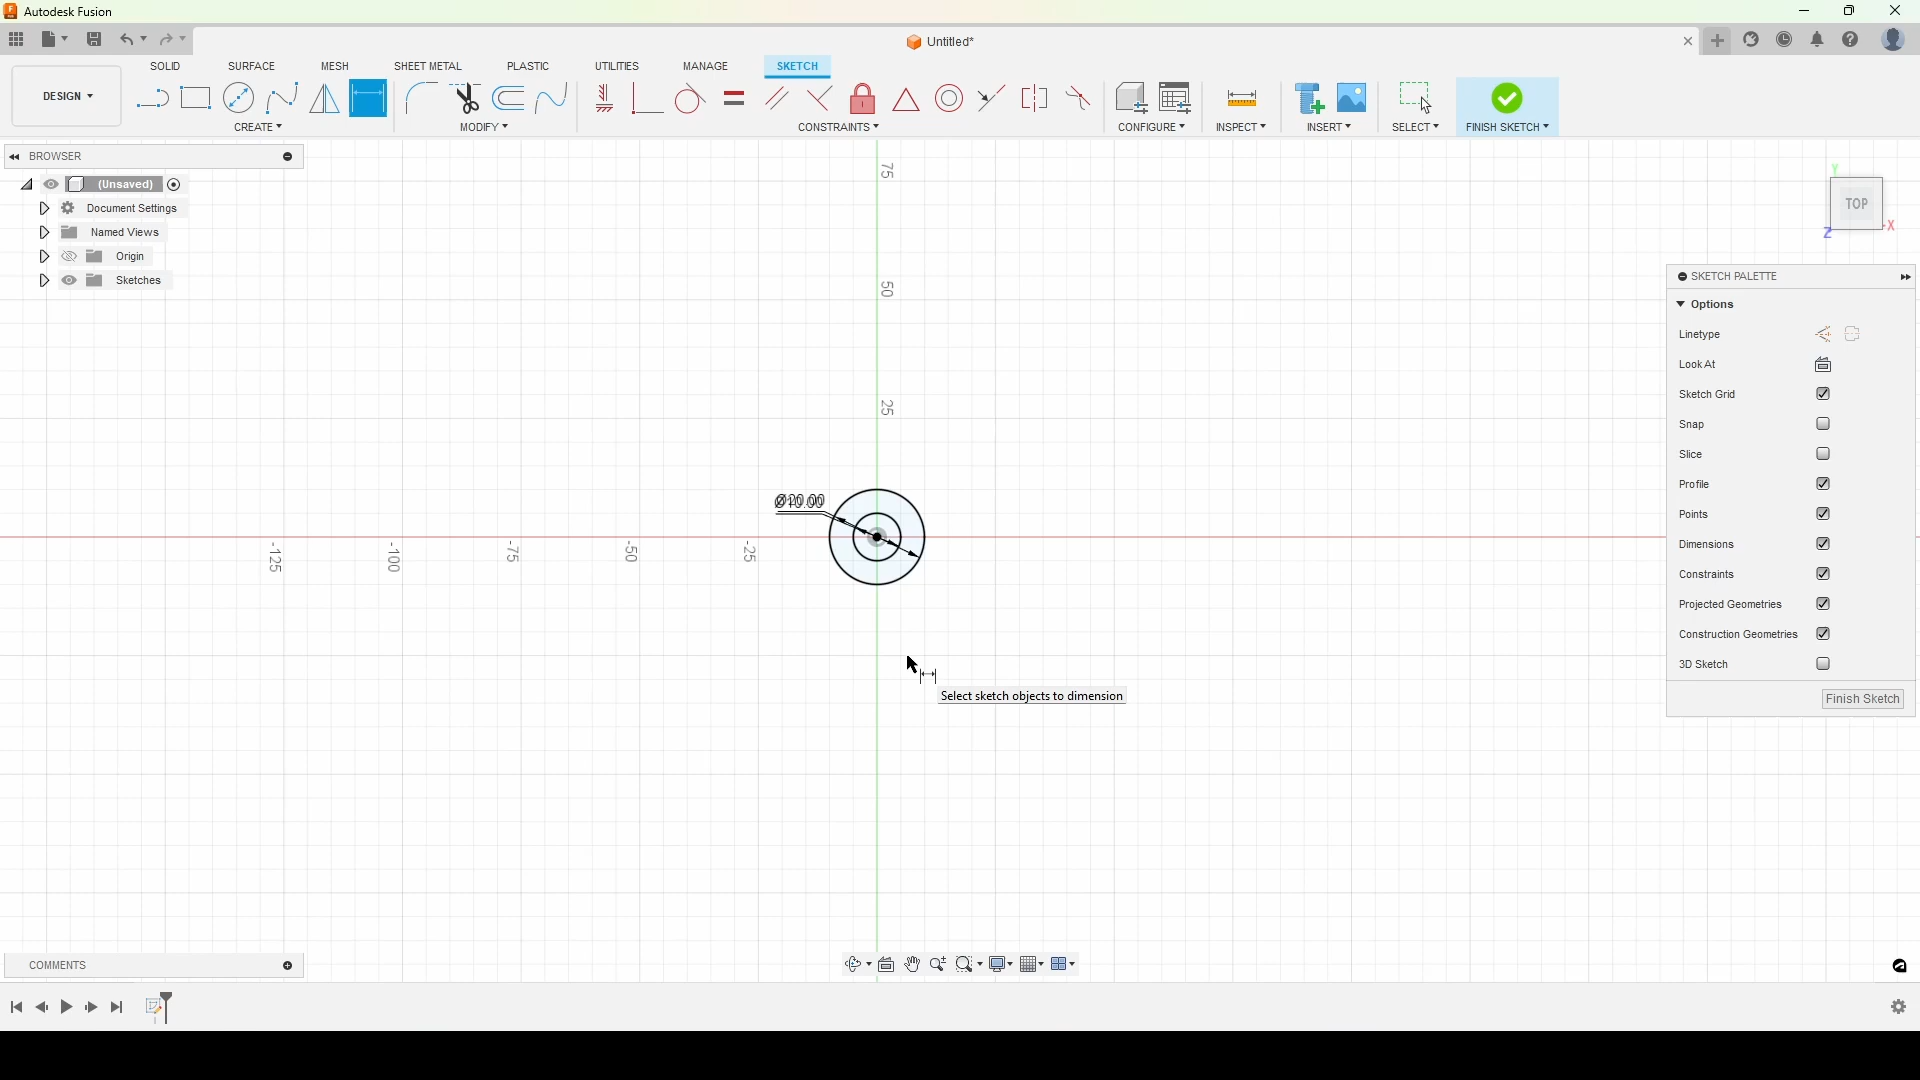 Autodesk Fusion
Untitled*
SOLID SURFACE MESH SHEET METAL PLASTIC UTILITIES MANAGE SKETCH
DESIGN
CREATE MODIFY CONSTRAINTS CONFIGURE INSPECT INSERT SELECT FINISH SKETCH
BROWSER
(Unsaved)
Document Settings
Named Views
Origin
Sketches
75
50
25
-125
-100
-75
-50
-25
Ø20.00
Ø10.00
Select sketch objects to dimension
Y
TOP
X
Z
SKETCH PALETTE
Options
Linetype
Look At
Sketch Grid
Snap
Slice
Profile
Points
Dimensions
Constraints
Projected Geometries
Construction Geometries
3D Sketch
Finish Sketch
COMMENTS